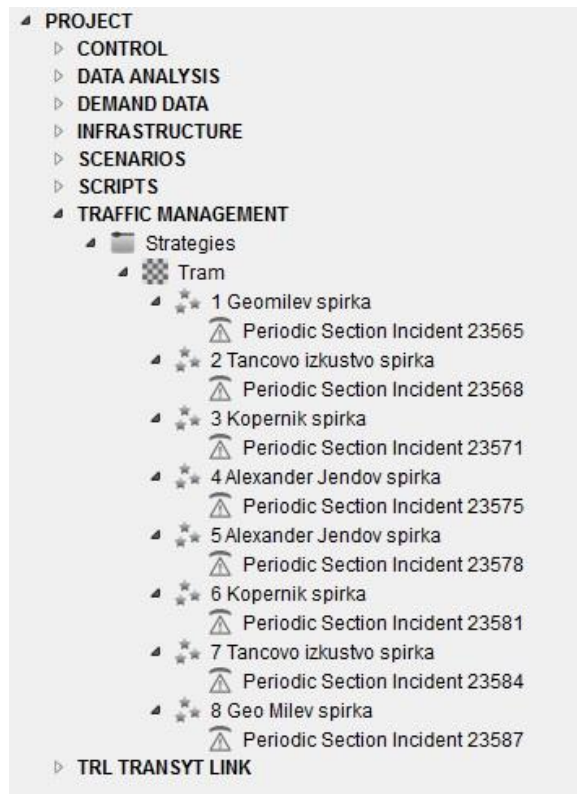 PROJECT
CONTROL
DATA ANALYSIS
DEMAND DATA
INFRASTRUCTURE
SCENARIOS
SCRIPTS
TRAFFIC MANAGEMENT
Strategies
Tram
1 Geomilev spirka
Periodic Section Incident 23565
2 Tancovo izkustvo spirka
Periodic Section Incident 23568
3 Kopernik spirka
Periodic Section Incident 23571
4 Alexander Jendov spirka
Periodic Section Incident 23575
5 Alexander Jendov spirka
Periodic Section Incident 23578
6 Kopernik spirka
Periodic Section Incident 23581
7 Tancovo izkustvo spirka
Periodic Section Incident 23584
8 Geo Milev spirka
Periodic Section Incident 23587
TRL TRANSYT LINK